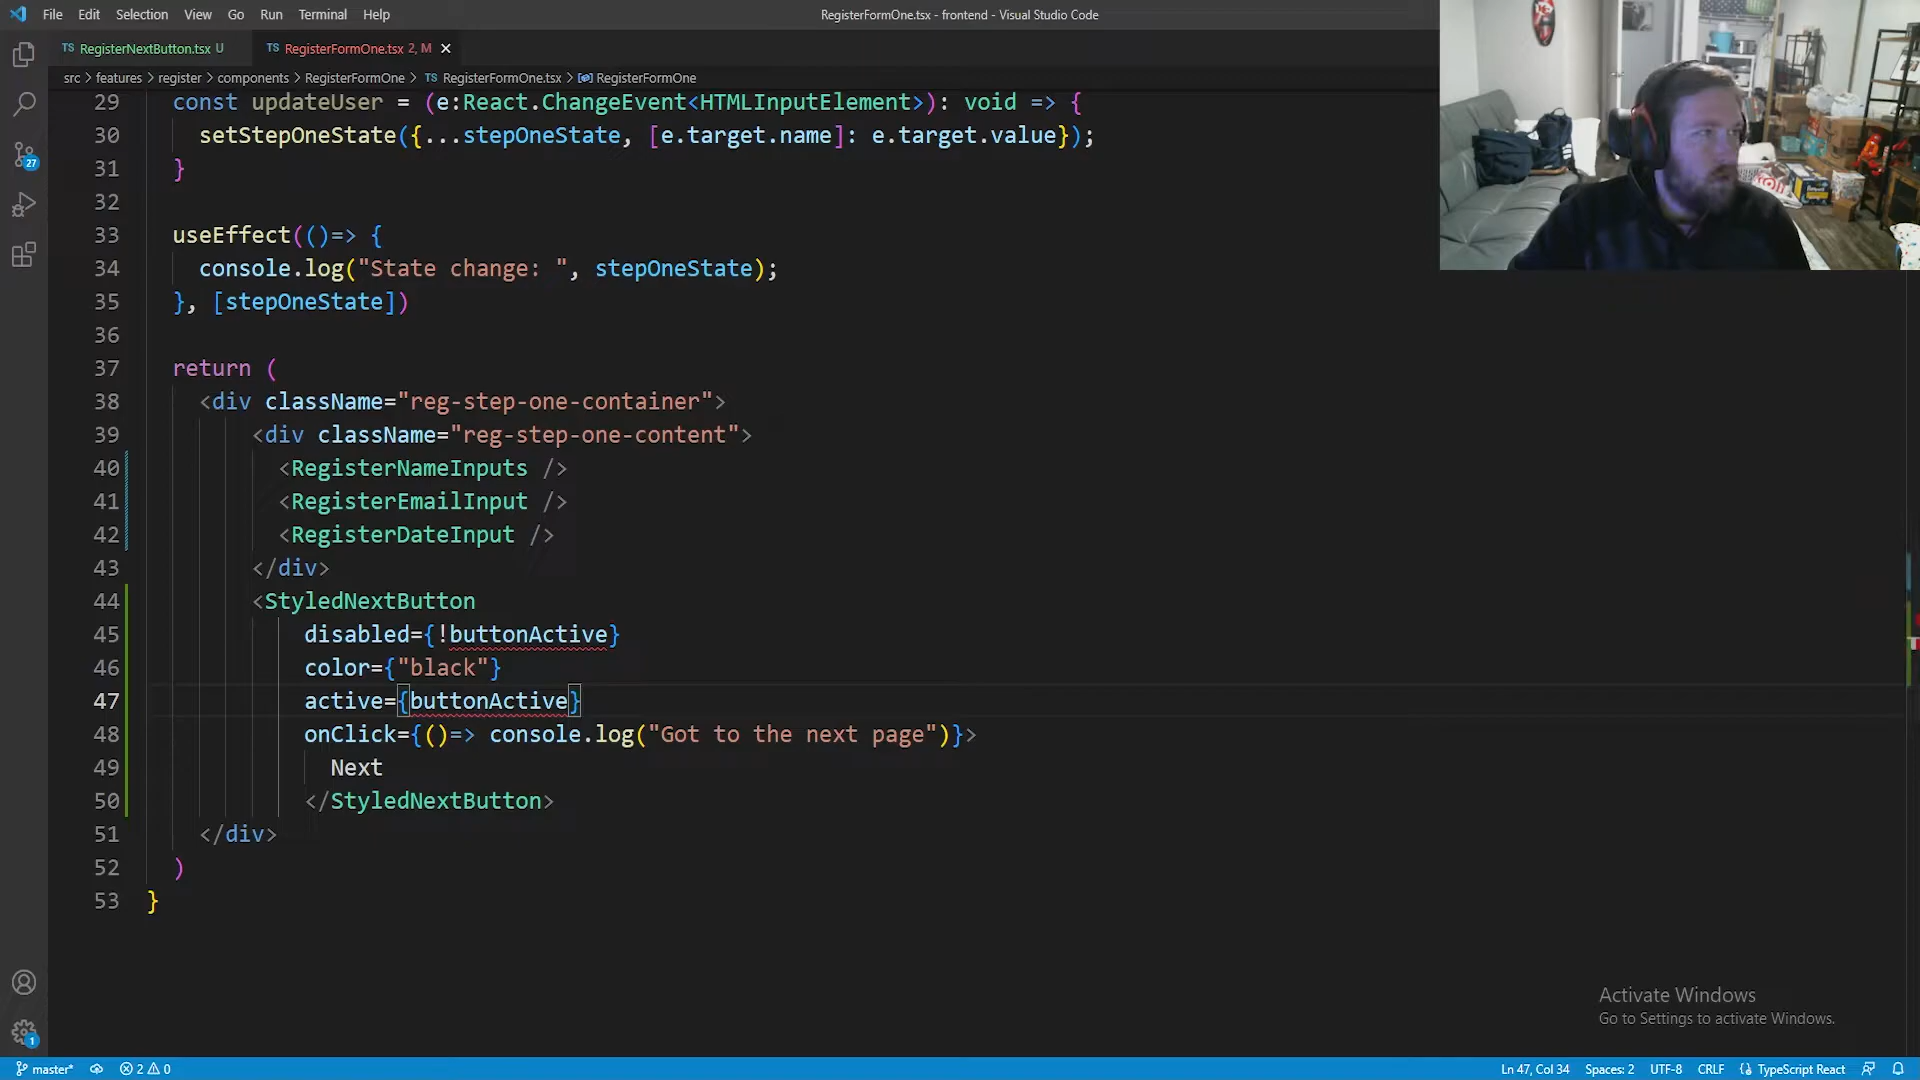 File Edit Selection View Go Run Terminal Help
RegisterFormOne.tsx - frontend - Visual Studio Code
TS RegisterNextButton.tsx U
TS RegisterFormOne.tsx 2, M
src > features > register > components > RegisterFormOne > TS RegisterFormOne.tsx > RegisterFormOne
29 const updateUser = (e:React.ChangeEvent<HTMLInputElement>): void => {
30 setStepOneState({...stepOneState, [e.target.name]: e.target.value});
31 }
32
33 useEffect(()=> {
34 console.log("State change: ", stepOneState);
35 }, [stepOneState])
36
37 return (
38 <div className="reg-step-one-container">
39 <div className="reg-step-one-content">
40 <RegisterNameInputs />
41 <RegisterEmailInput />
42 <RegisterDateInput />
43 </div>
44 <StyledNextButton
45 disabled={!buttonActive}
46 color={"black"}
47 active={buttonActive}
48 onClick={()=> console.log("Got to the next page")}>
49 Next
50 </StyledNextButton>
51 </div>
52 )
53 }
27
1
Activate Windows
Go to Settings to activate Windows.
master* 2 0
Ln 47, Col 34 Spaces: 2 UTF-8 CRLF TypeScript React